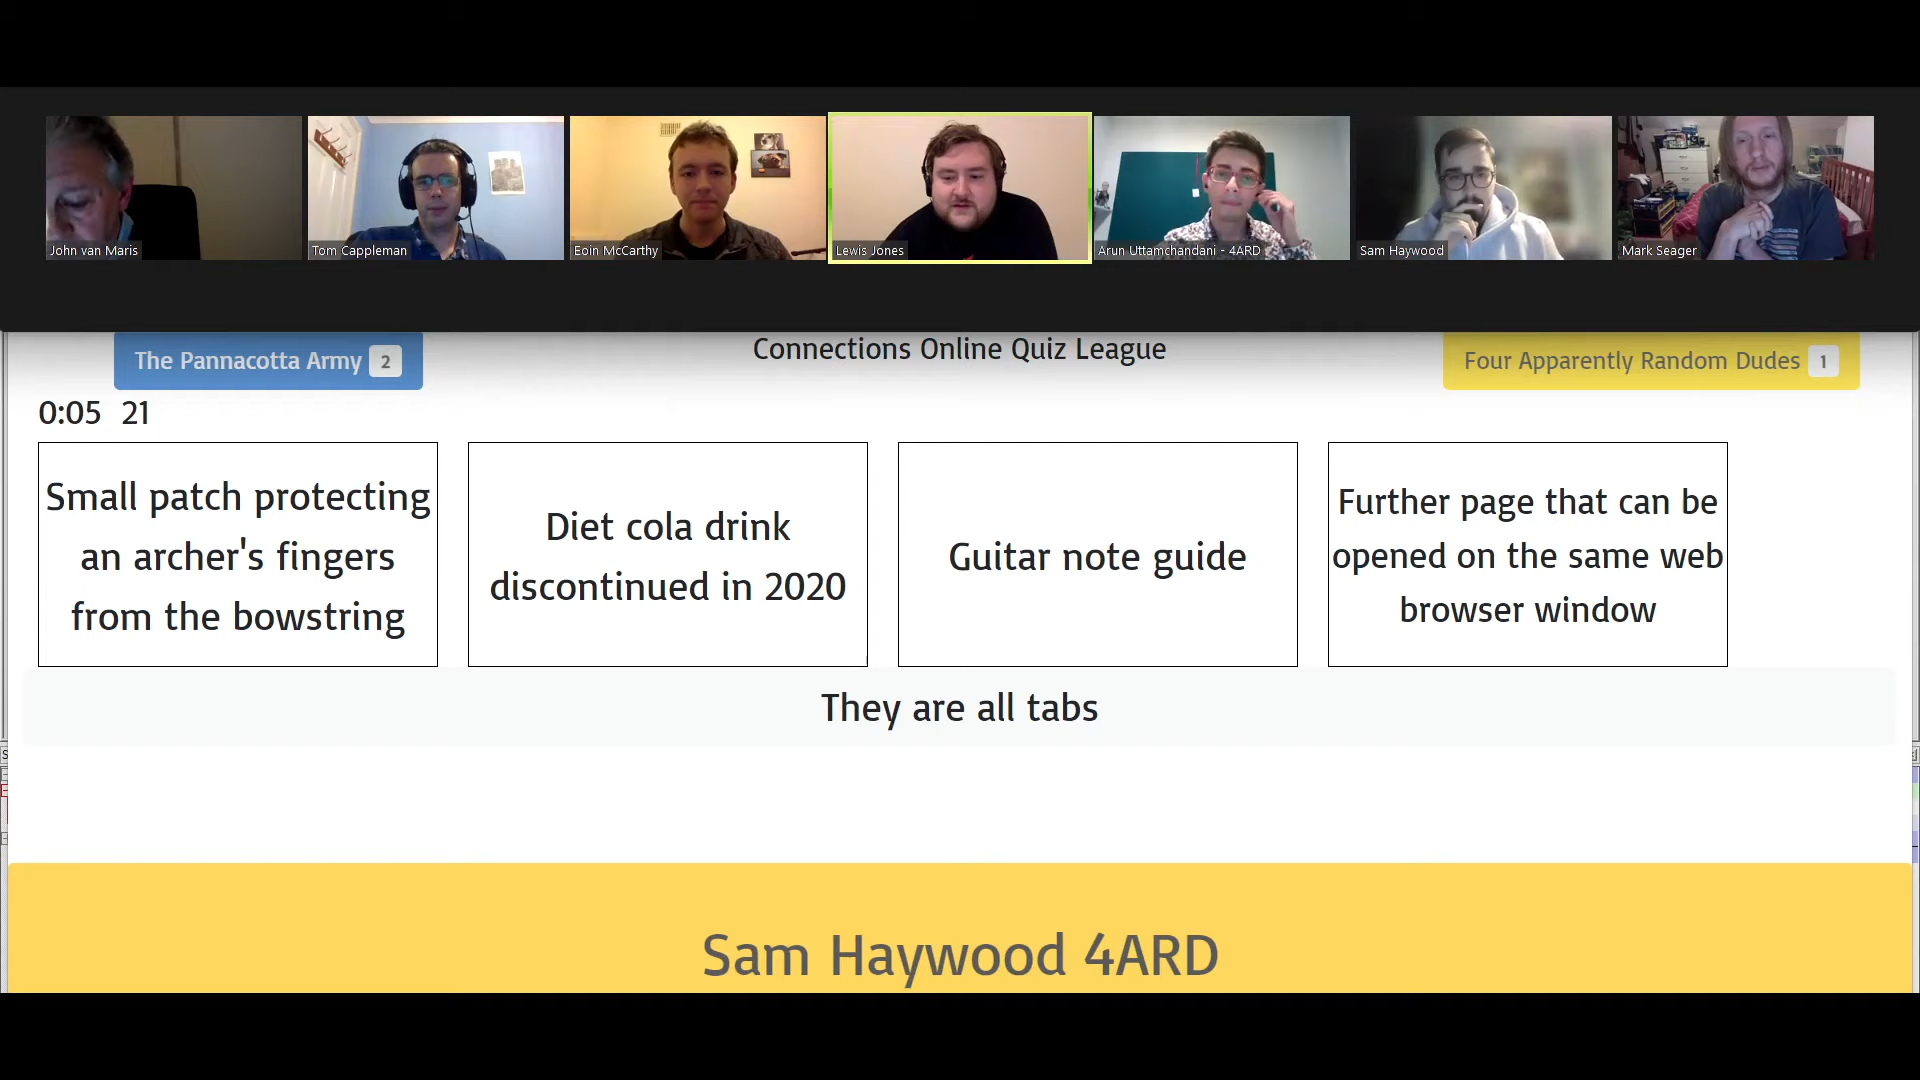 John van Maris
Tom Cappleman
Eoin McCarthy
Lewis Jones
Arun Uttamchandani - 4ARD
Sam Haywood
Mark Seager
The Pannacotta Army 2
Connections Online Quiz League
Four Apparently Random Dudes 1
0:05 21
Small patch protecting
an archer's fingers
from the bowstring
Diet cola drink
discontinued in 2020
Guitar note guide
Further page that can be
opened on the same web
browser window
They are all tabs
Sam Haywood 4ARD